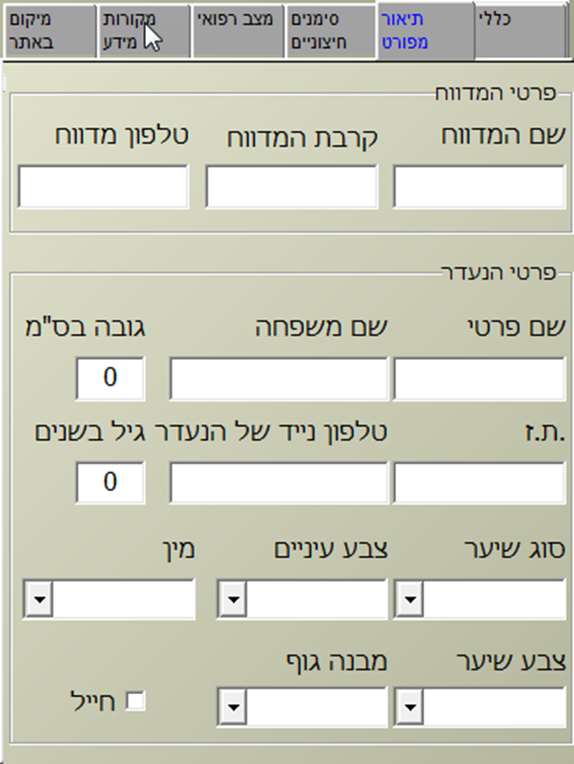 כללי
תיאור
מפורט
סימנים
חיצוניים
מצב רפואי
מקורות
מידע
מיקום
באתר
פרטי המדווח
שם המדווח קרבת המדווח טלפון מדווח
פרטי הנעדר
שם פרטי שם משפחה גובה בס"מ
0
ת.ז. טלפון נייד של הנעדר גיל בשנים
0
סוג שיער צבע עיניים מין
צבע שיער מבנה גוף
חייל